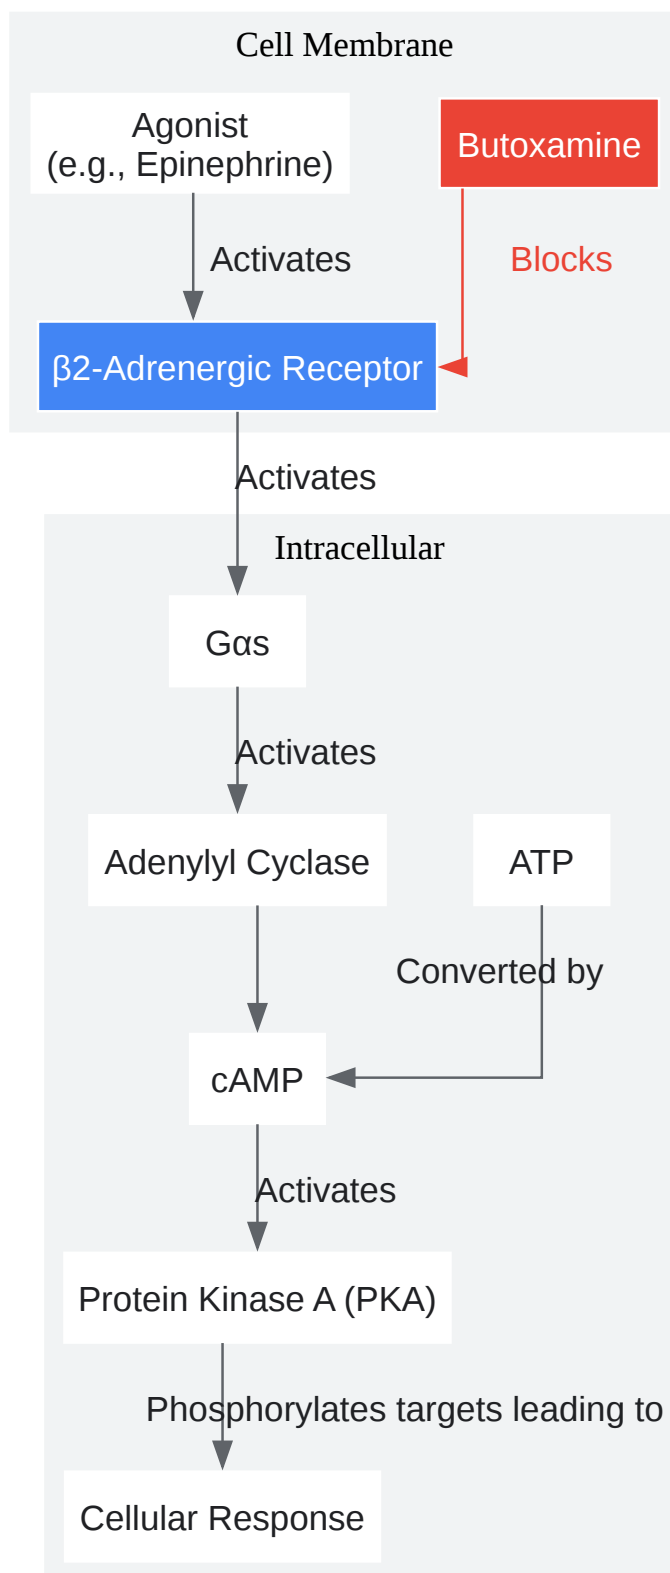 Cell Membrane
Agonist
(e.g., Epinephrine)
Butoxamine
Activates
Blocks
β2-Adrenergic Receptor
Activates
Intracellular
Gαs
Activates
Adenylyl Cyclase
ATP
Converted by
cAMP
Activates
Protein Kinase A (PKA)
Phosphorylates targets leading to
Cellular Response